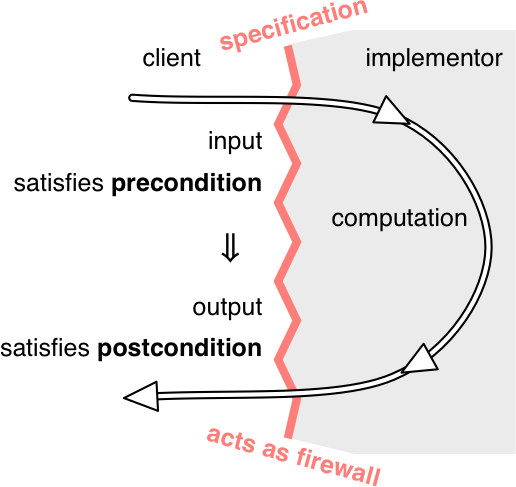 specification
client
implementor
input
satisfies precondition
computation
⇓
output
satisfies postcondition
acts as firewall